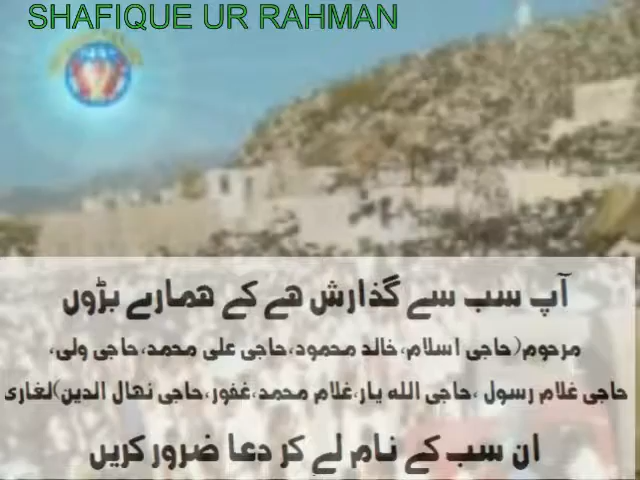 SHAFIQUE UR RAHMAN
آپ سب سے گذارش ھے کے ھمارے بڑوں
مرحوم(حاجی اسلام،خالد محمود،حاجی علی محمد،حاجی ولی،
حاجی غلام رسول ،حاجی الله یار،غلام محمد،غفور،حاجی نھال الدین)لغاری
ان سب کے نام لے کر دعا ضرور کریں